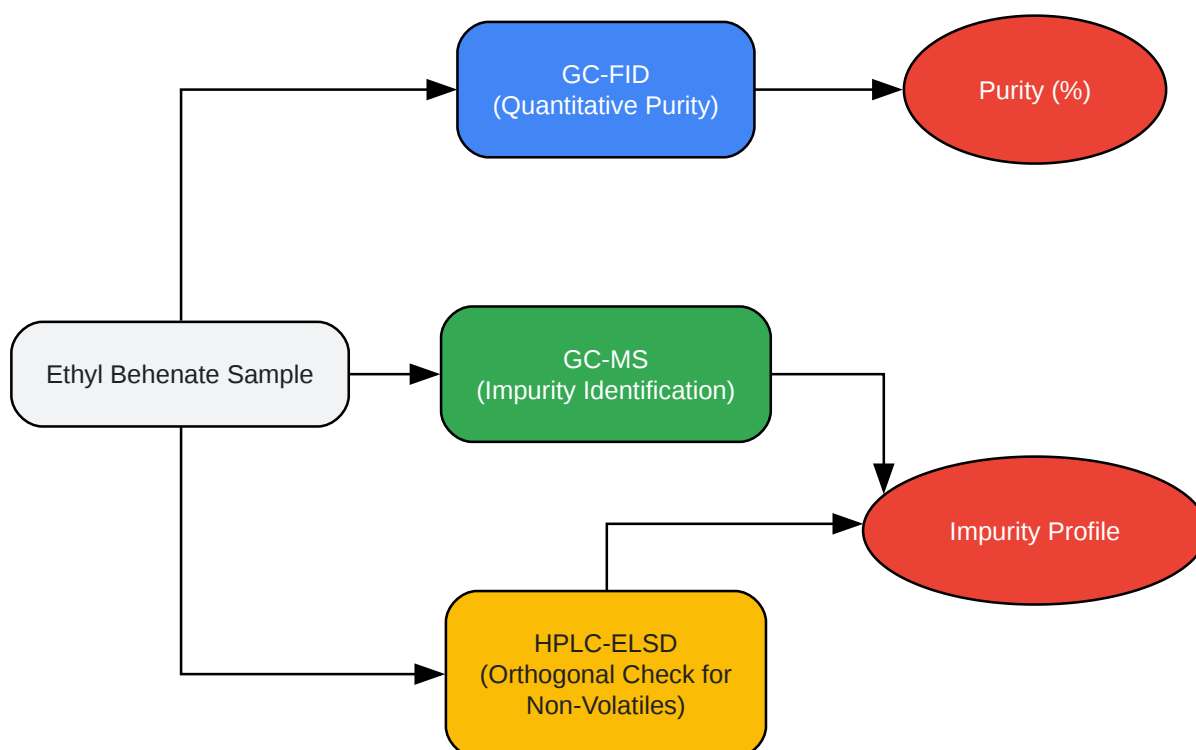 GC-FID
(Quantitative Purity)
Purity (%)
Ethyl Behenate Sample
GC-MS
(Impurity Identification)
Impurity Profile
HPLC-ELSD
(Orthogonal Check for
Non-Volatiles)